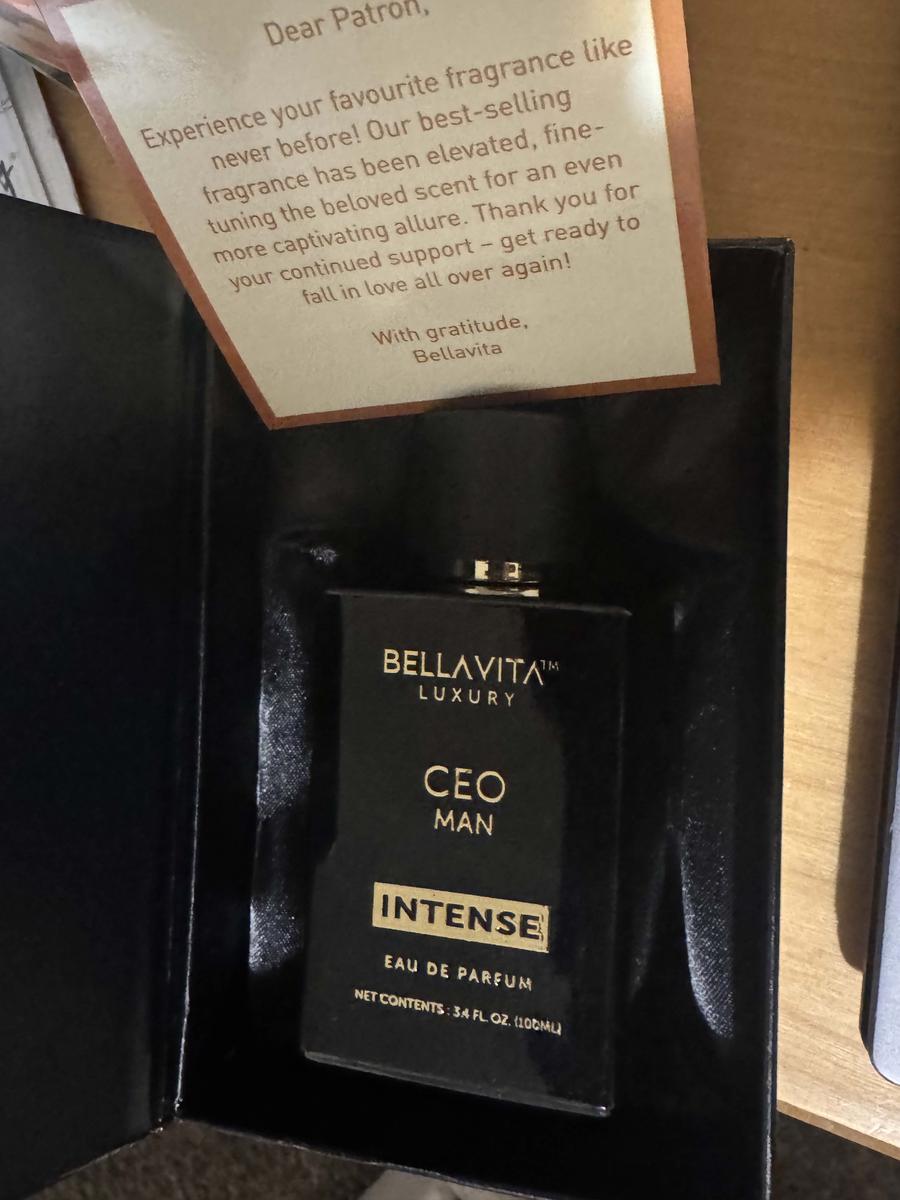 Dear Patron,
Experience your favourite fragrance like
never before! Our best-selling
fragrance has been elevated, fine-
tuning the beloved scent for an even
more captivating allure. Thank you for
your continued support – get ready to
fall in love all over again!
With gratitude,
Bellavita
BELLAVITA™
LUXURY
CEO
MAN
INTENSE
EAU DE PARFUM
NET CONTENTS : 3.4 FL. OZ. (100ML)